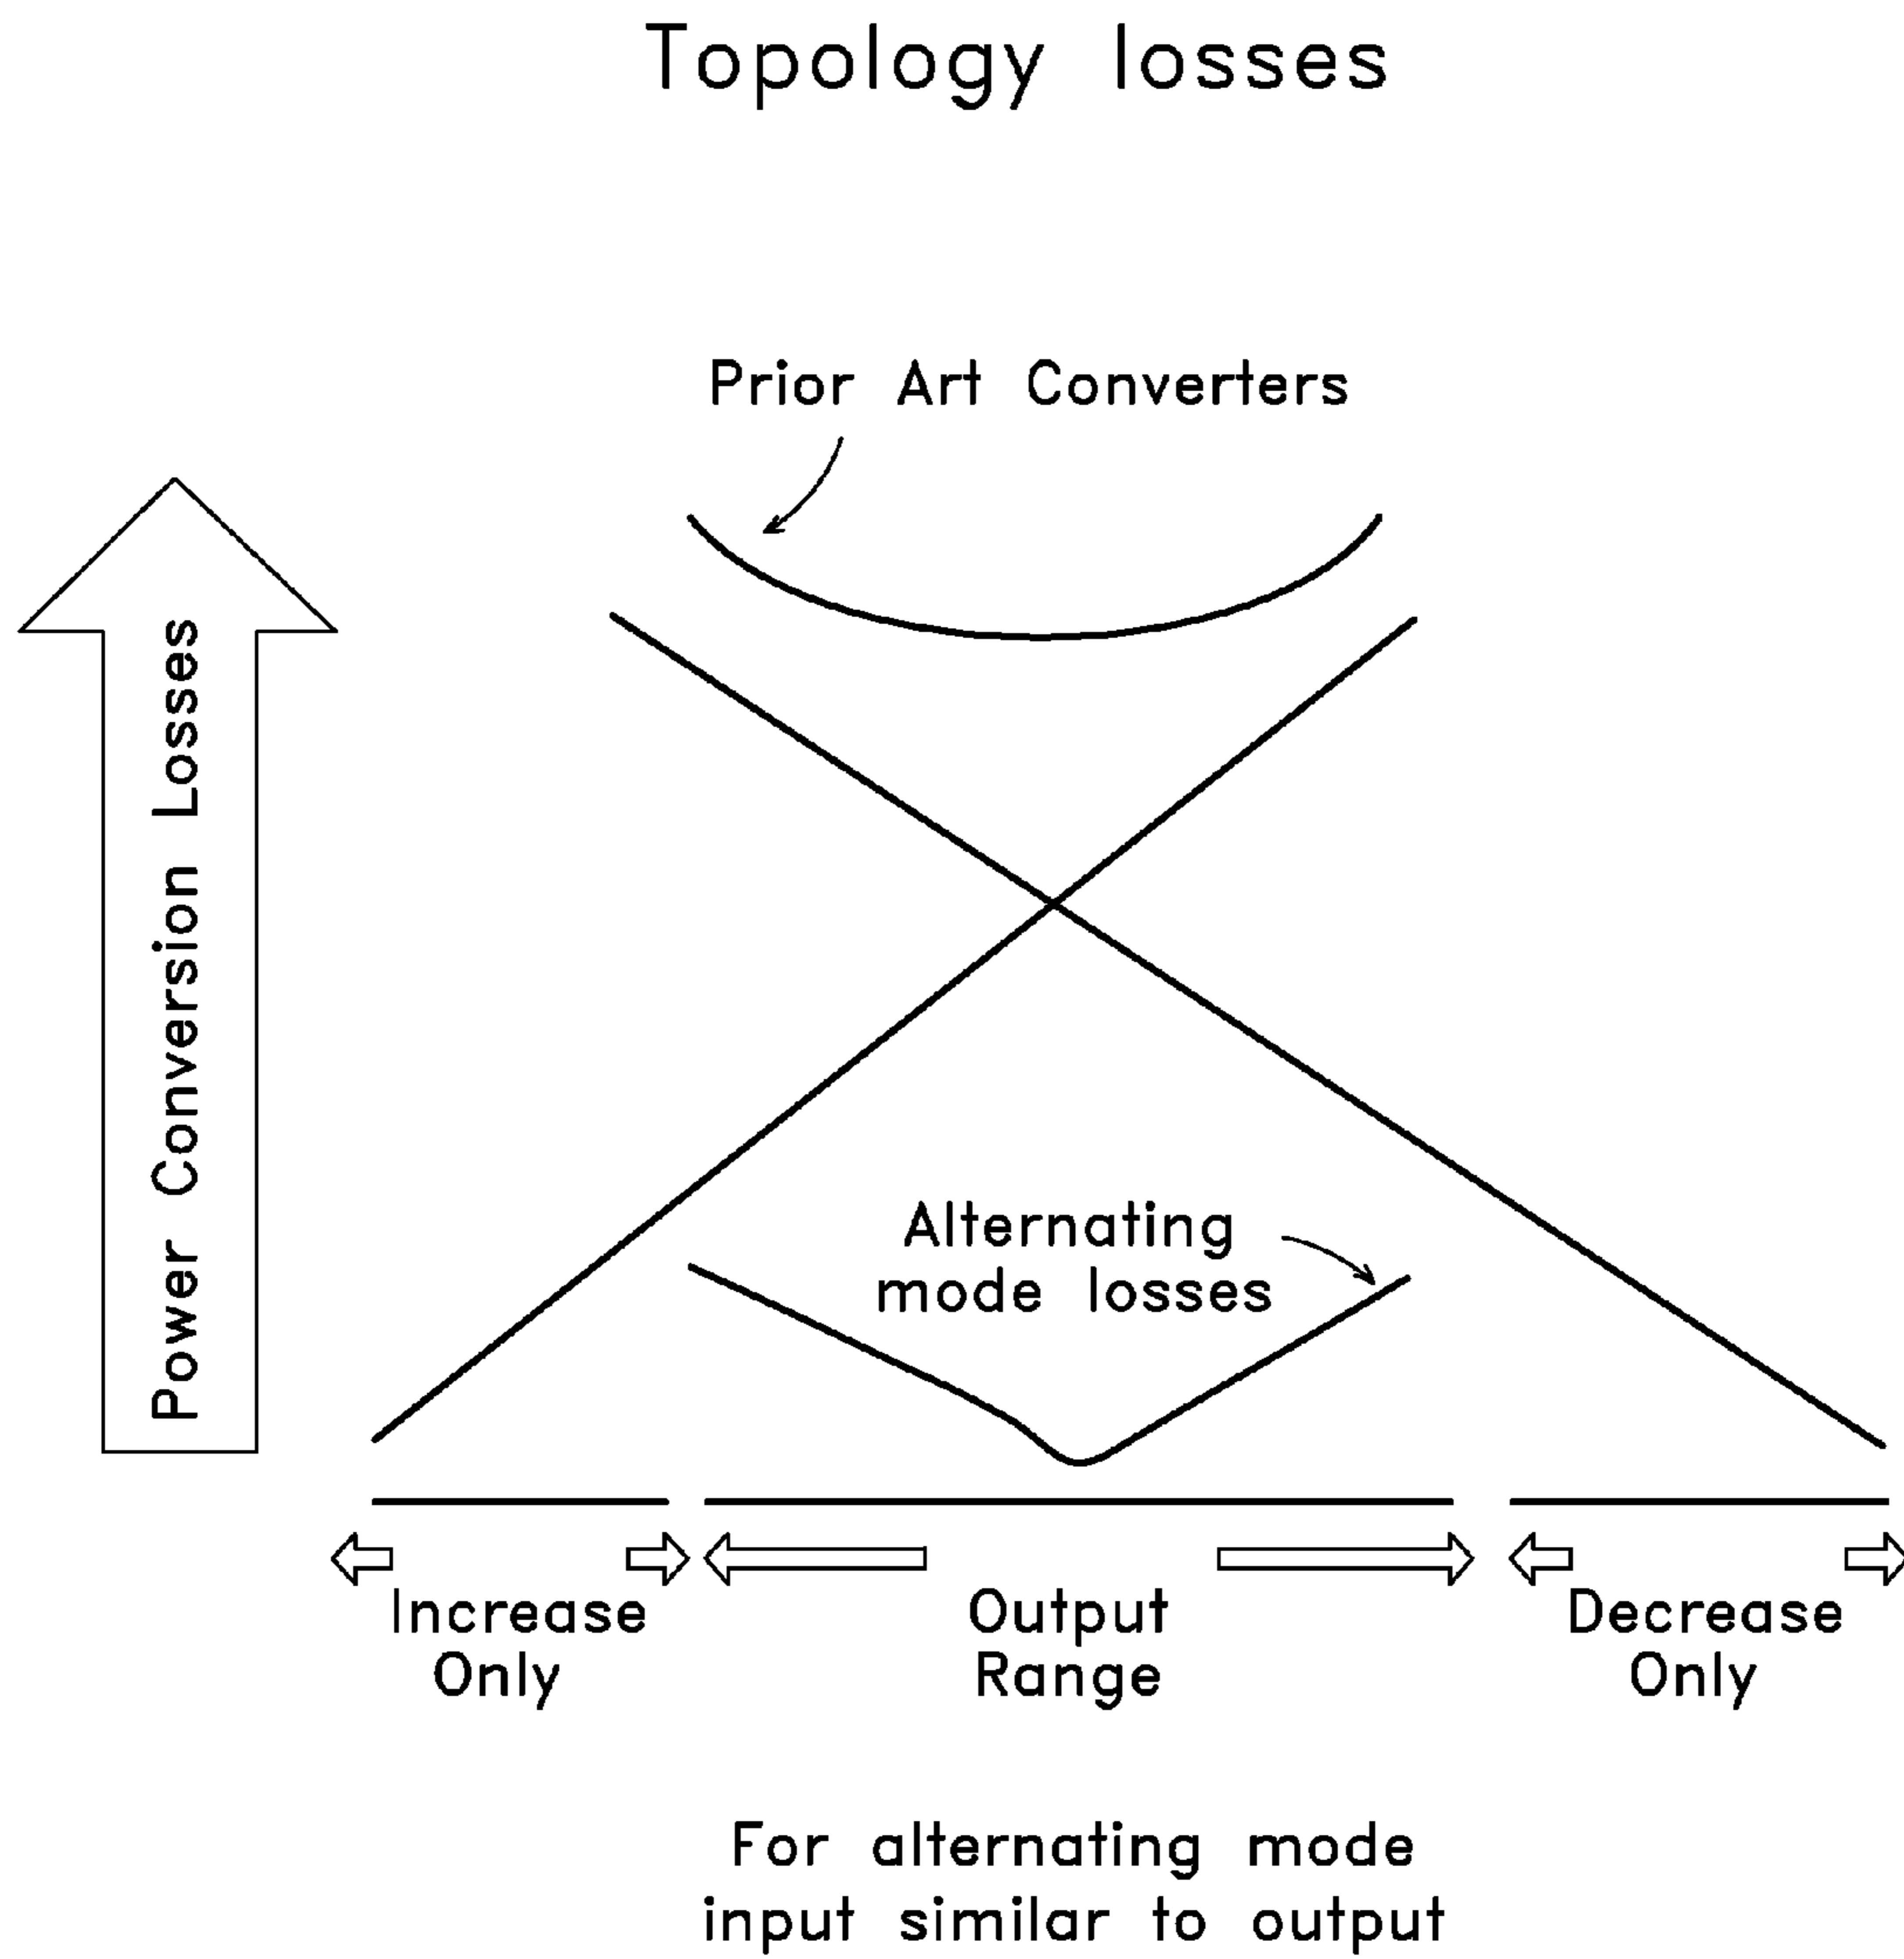 Topology losses
Prior Art Converters
Power Conversion Losses
Alternating
mode losses
Increase
Only
Output
Range
Decrease
Only
For alternating mode
input similar to output